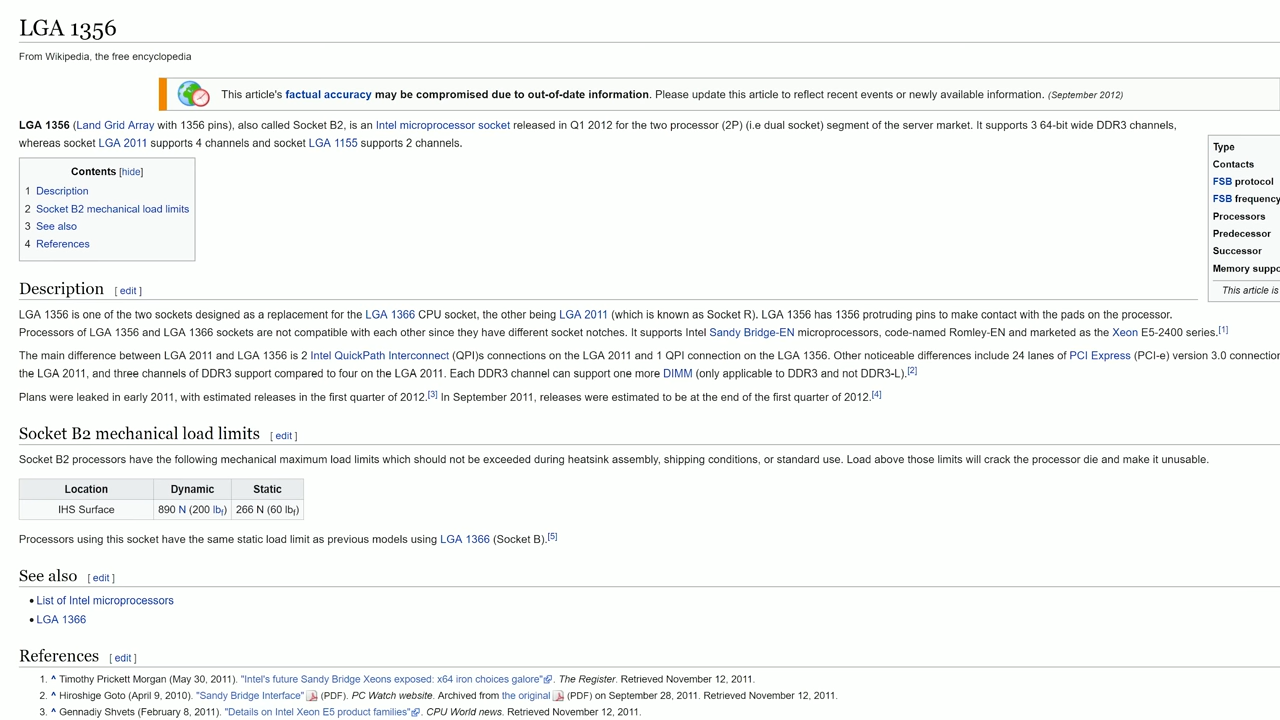 LGA 1356
From Wikipedia, the free encyclopedia
This article's factual accuracy may be compromised due to out-of-date information. Please update this article to reflect recent events or newly available information. (September 2012)
LGA 1356 (Land Grid Array with 1356 pins), also called Socket B2, is an Intel microprocessor socket released in Q1 2012 for the two processor (2P) (i.e dual socket) segment of the server market. It supports 3 64-bit wide DDR3 channels,
whereas socket LGA 2011 supports 4 channels and socket LGA 1155 supports 2 channels.
Type
Contacts
FSB protocol
FSB frequency
Processors
Predecessor
Successor
Memory suppo
This article is
Contents [hide]
1 Description
2 Socket B2 mechanical load limits
3 See also
4 References
Description [ edit ]
LGA 1356 is one of the two sockets designed as a replacement for the LGA 1366 CPU socket, the other being LGA 2011 (which is known as Socket R). LGA 1356 has 1356 protruding pins to make contact with the pads on the processor.
Processors of LGA 1356 and LGA 1366 sockets are not compatible with each other since they have different socket notches. It supports Intel Sandy Bridge-EN microprocessors, code-named Romley-EN and marketed as the Xeon E5-2400 series.[1]
The main difference between LGA 2011 and LGA 1356 is 2 Intel QuickPath Interconnect (QPI)s connections on the LGA 2011 and 1 QPI connection on the LGA 1356. Other noticeable differences include 24 lanes of PCI Express (PCI-e) version 3.0 connection
the LGA 2011, and three channels of DDR3 support compared to four on the LGA 2011. Each DDR3 channel can support one more DIMM (only applicable to DDR3 and not DDR3-L).[2]
Plans were leaked in early 2011, with estimated releases in the first quarter of 2012.[3] In September 2011, releases were estimated to be at the end of the first quarter of 2012.[4]
Socket B2 mechanical load limits [ edit ]
Socket B2 processors have the following mechanical maximum load limits which should not be exceeded during heatsink assembly, shipping conditions, or standard use. Load above those limits will crack the processor die and make it unusable.
Location Dynamic Static
IHS Surface 890 N (200 lbf) 266 N (60 lbf)
Processors using this socket have the same static load limit as previous models using LGA 1366 (Socket B).[5]
See also [ edit ]
• List of Intel microprocessors
• LGA 1366
References [ edit ]
1. ^ Timothy Prickett Morgan (May 30, 2011). "Intel's future Sandy Bridge Xeons exposed: x64 iron choices galore". The Register. Retrieved November 12, 2011.
2. ^ Hiroshige Goto (April 9, 2010). "Sandy Bridge Interface" (PDF). PC Watch website. Archived from the original (PDF) on September 28, 2011. Retrieved November 12, 2011.
3. ^ Gennadiy Shvets (February 8, 2011). "Details on Intel Xeon E5 product families". CPU World news. Retrieved November 12, 2011.